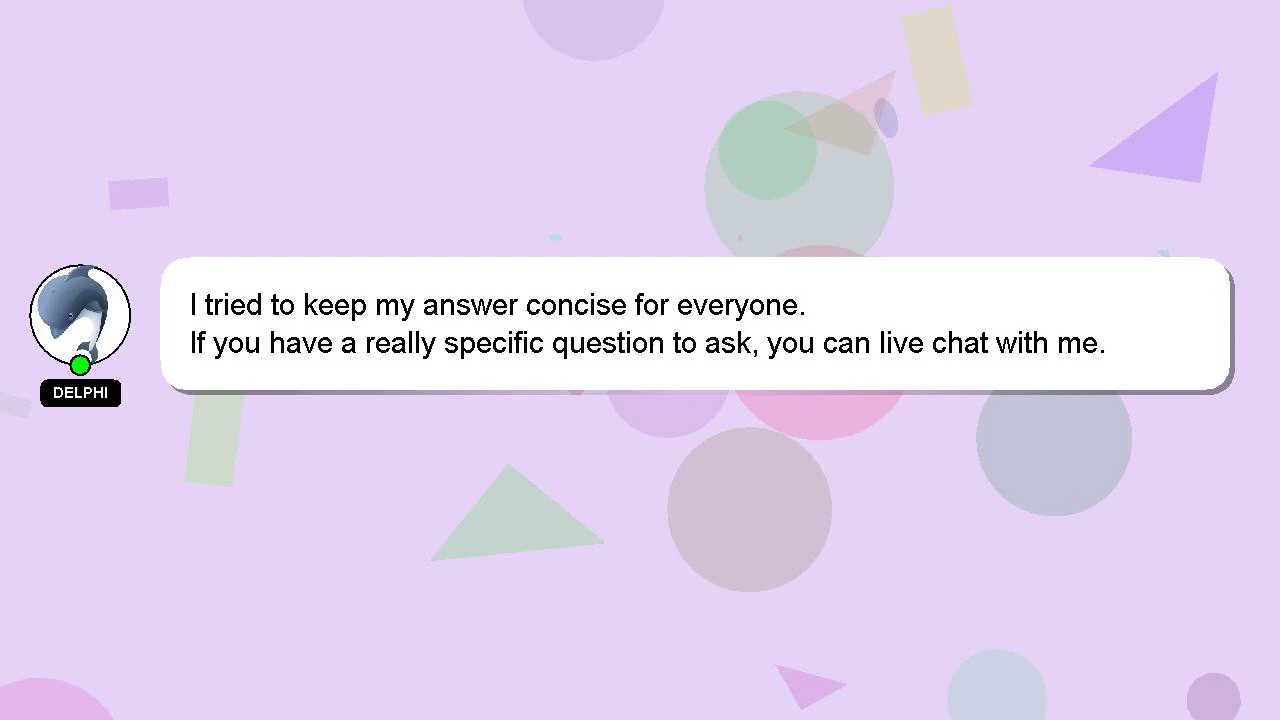 I tried to keep my answer concise for everyone.
If you have a really specific question to ask, you can live chat with me.
DELPHI